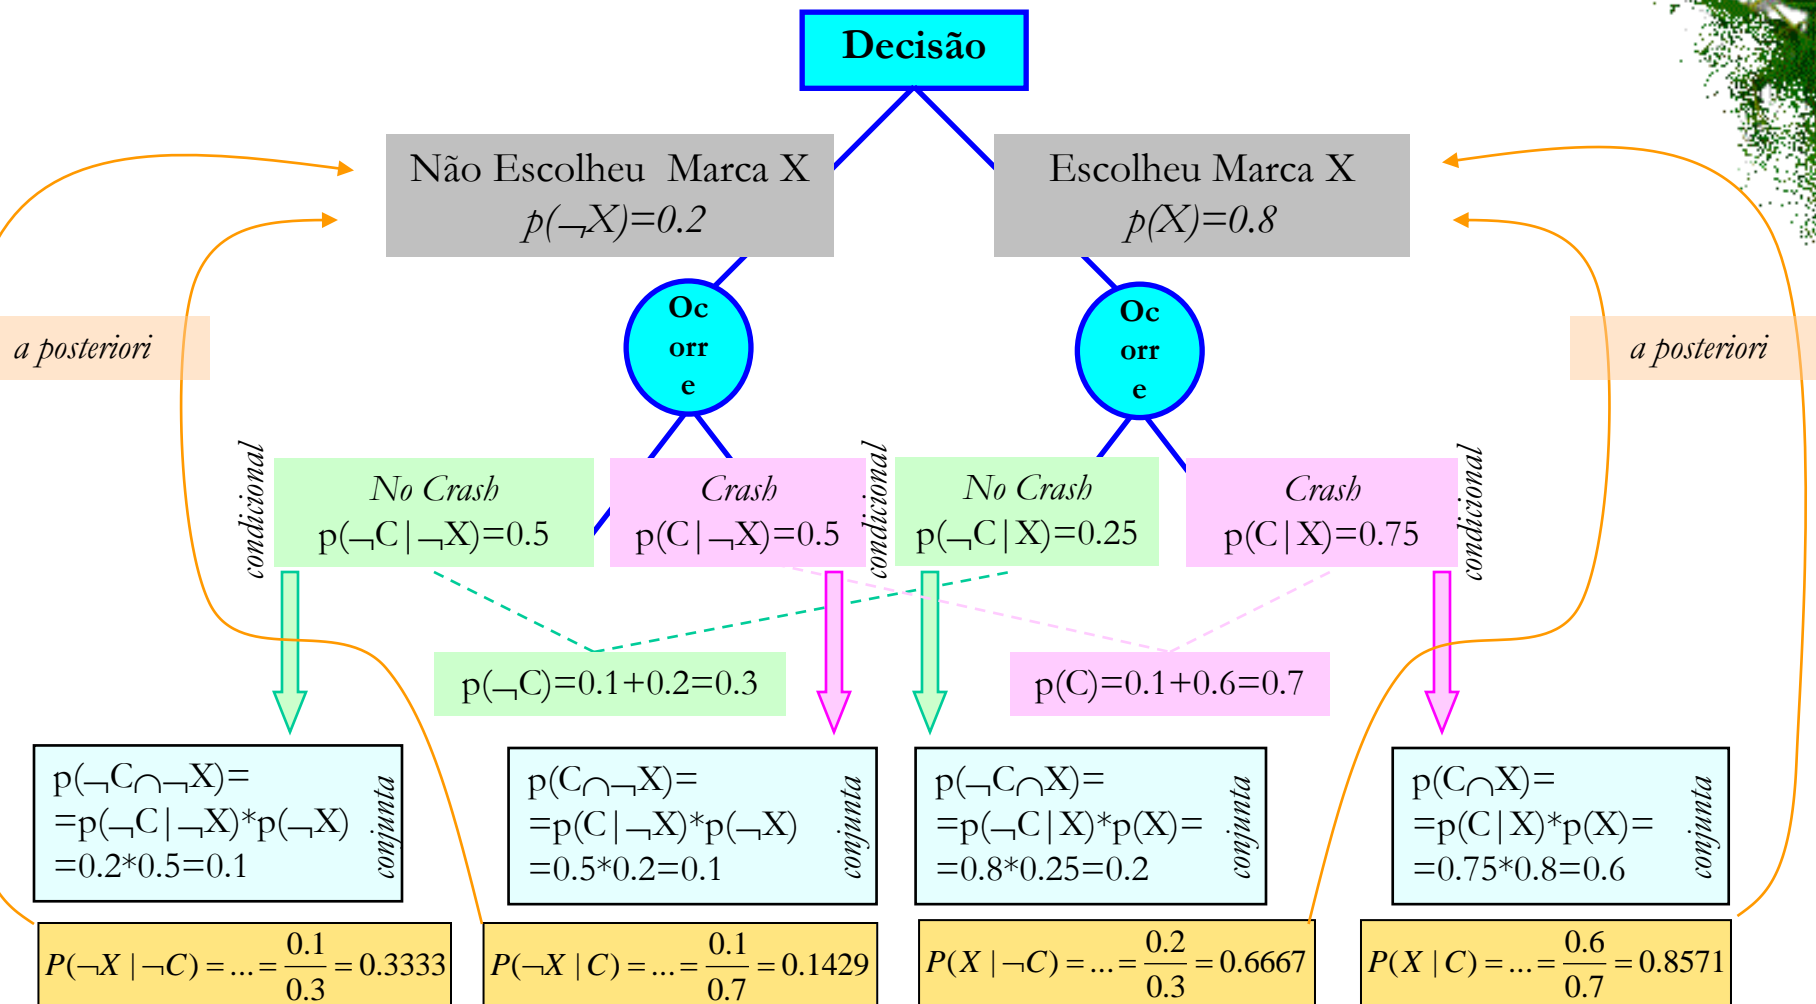 Decisão
Não Escolheu Marca X
p(¬X)=0.2
Escolheu Marca X
p(X)=0.8
a posteriori
Oc
orr
e
Oc
orr
e
a posteriori
condicional
No Crash
p(¬C|¬X)=0.5
Crash
p(C|¬X)=0.5
condicional
No Crash
p(¬C|X)=0.25
Crash
p(C|X)=0.75
condicional
p(¬C)=0.1+0.2=0.3
p(C)=0.1+0.6=0.7
p(¬C∩¬X)=
=p(¬C|¬X)*p(¬X)
=0.2*0.5=0.1
conjunta
p(C∩¬X)=
=p(C|¬X)*p(¬X)
=0.5*0.2=0.1
conjunta
p(¬C∩X)=
=p(¬C|X)*p(X)=
=0.8*0.25=0.2
conjunta
p(C∩X)=
=p(C|X)*p(X)=
=0.75*0.8=0.6
conjunta
P(¬X | ¬C) = ... = 0.1/0.3 = 0.3333
P(¬X | C) = ... = 0.1/0.7 = 0.1429
P(X | ¬C) = ... = 0.2/0.3 = 0.6667
P(X | C) = ... = 0.6/0.7 = 0.8571